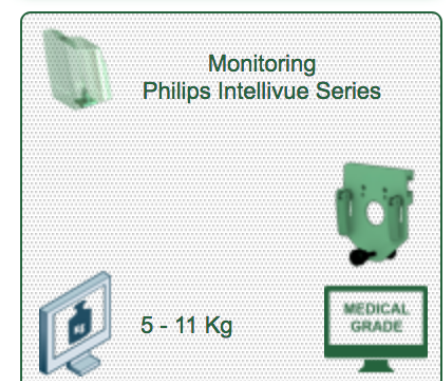 Monitoring
Philips Intellivue Series
5 - 11 Kg
MEDICAL
GRADE